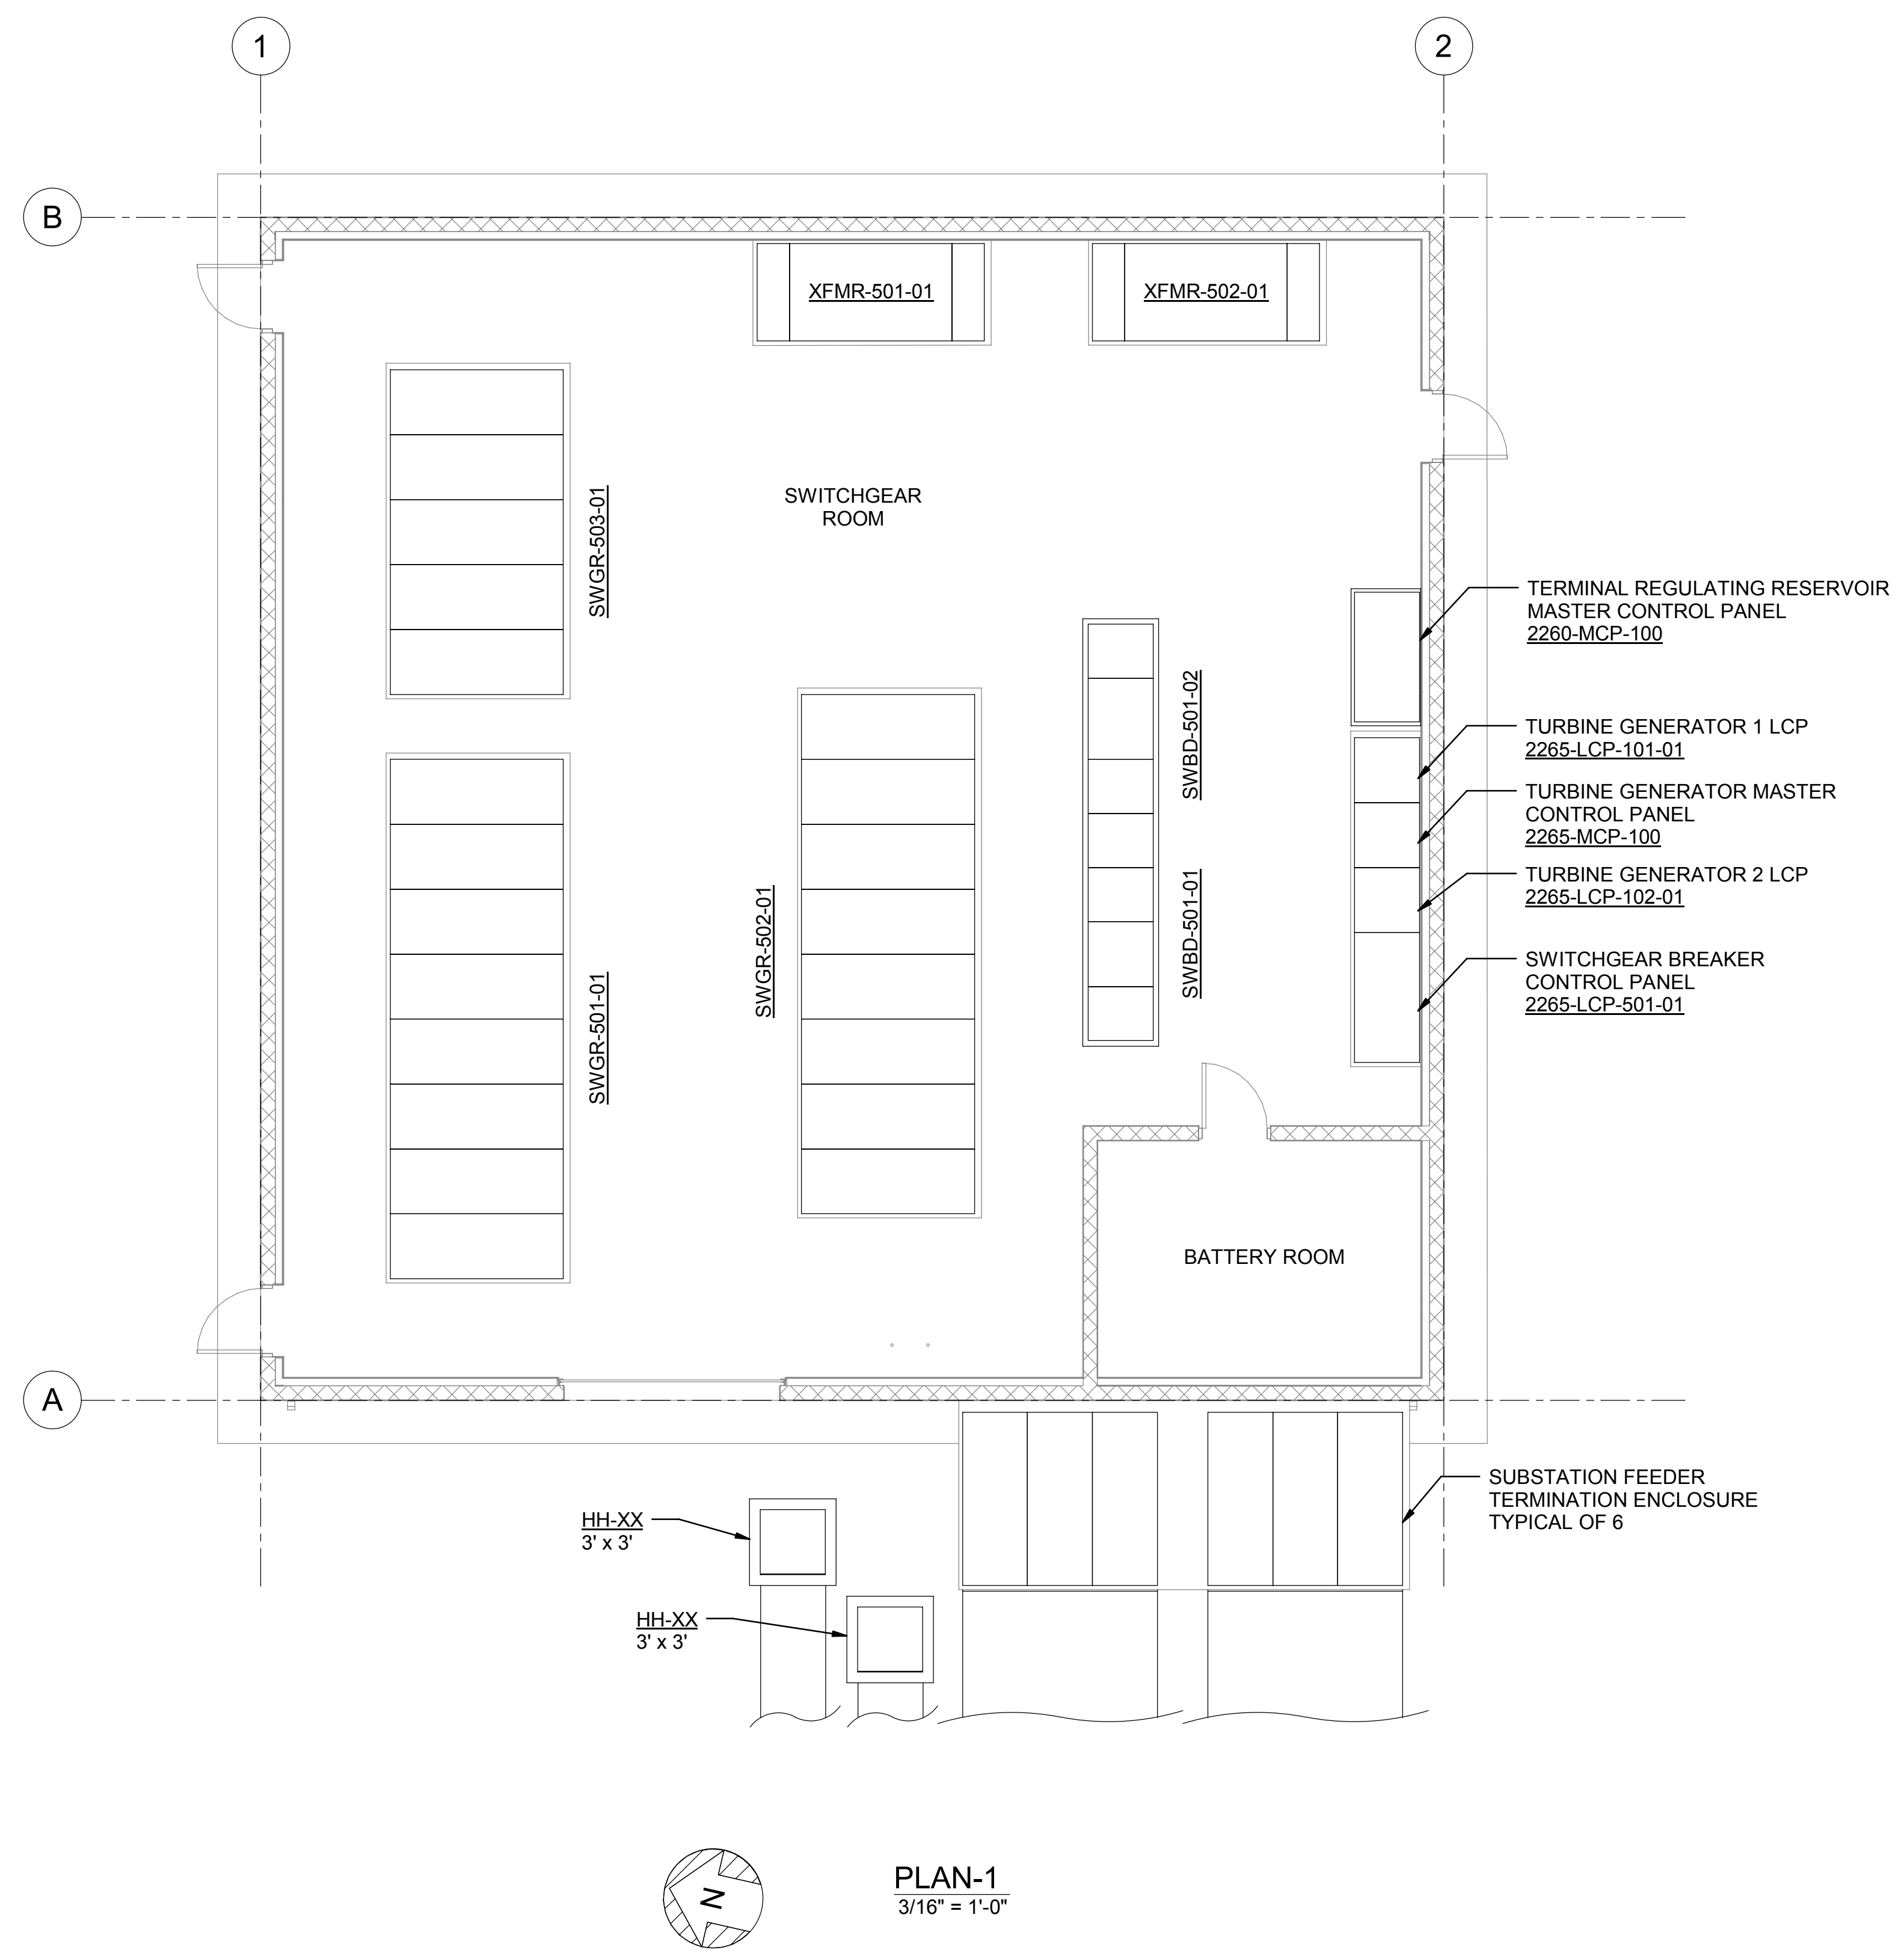 1
2
B
XFMR-501-01
XFMR-502-01
SWITCHGEAR
ROOM
SWGR-503-01
TERMINAL REGULATING RESERVOIR
MASTER CONTROL PANEL
2260-MCP-100
SWBD-501-02
TURBINE GENERATOR 1 LCP
2265-LCP-101-01
TURBINE GENERATOR MASTER
CONTROL PANEL
2265-MCP-100
TURBINE GENERATOR 2 LCP
2265-LCP-102-01
SWGR-502-01
SWBD-501-01
SWGR-501-01
SWITCHGEAR BREAKER
CONTROL PANEL
2265-LCP-501-01
BATTERY ROOM
A
SUBSTATION FEEDER
TERMINATION ENCLOSURE
TYPICAL OF 6
HH-XX
3' x 3'
HH-XX
3' x 3'
N
PLAN-1
3/16" = 1'-0"